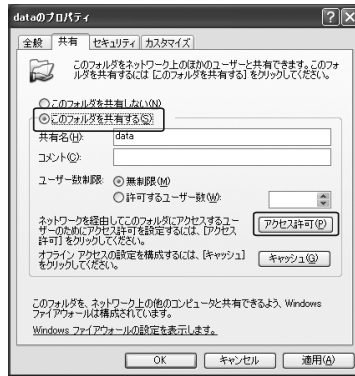 dataのプロパティ
全般 共有 セキュリティ カスタマイズ
このフォルダをネットワーク上のほかのユーザーと共有できます。このフォ
ルダを共有するには [このフォルダを共有する] をクリックしてください。
このフォルダを共有しない(N)
このフォルダを共有する(S)
共有名(H): data
コメント(C):
ユーザー数制限: 無制限(M)
許可するユーザー数(W):
ネットワークを経由してこのフォルダにアクセスするユー
ザーのためにアクセス許可を設定するには、[アクセス
許可] をクリックしてください。
アクセス許可(P)
オフライン アクセスの設定を構成するには、[キャッシュ]
をクリックしてください。
キャッシュ(G)
このフォルダを、ネットワーク上の他のコンピュータと共有できるよう、Windows
ファイアウォールは構成されています。
Windows ファイアウォールの設定を表示します。
OK キャンセル 適用(A)